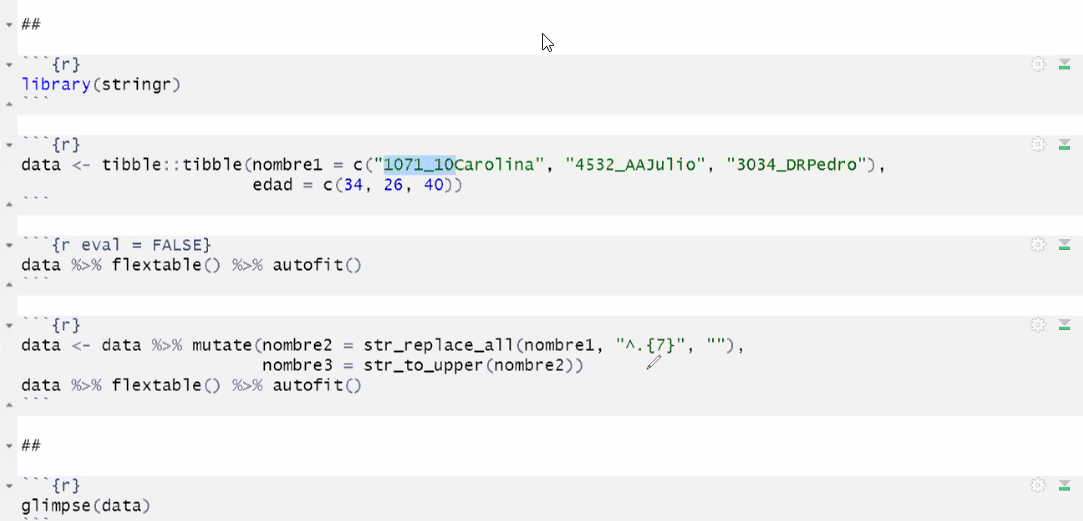 ##
```{r}
library(stringr)
```
```{r}
data <- tibble::tibble(nombre1 = c("1071_10Carolina", "4532_AAJulio", "3034_DRPedro"),
                       edad = c(34, 26, 40))
```
```{r eval = FALSE}
data %>% flextable() %>% autofit()
```
```{r}
data <- data %>% mutate(nombre2 = str_replace_all(nombre1, "^.{7}", ""),
                        nombre3 = str_to_upper(nombre2))
data %>% flextable() %>% autofit()
```
##
```{r}
glimpse(data)
```